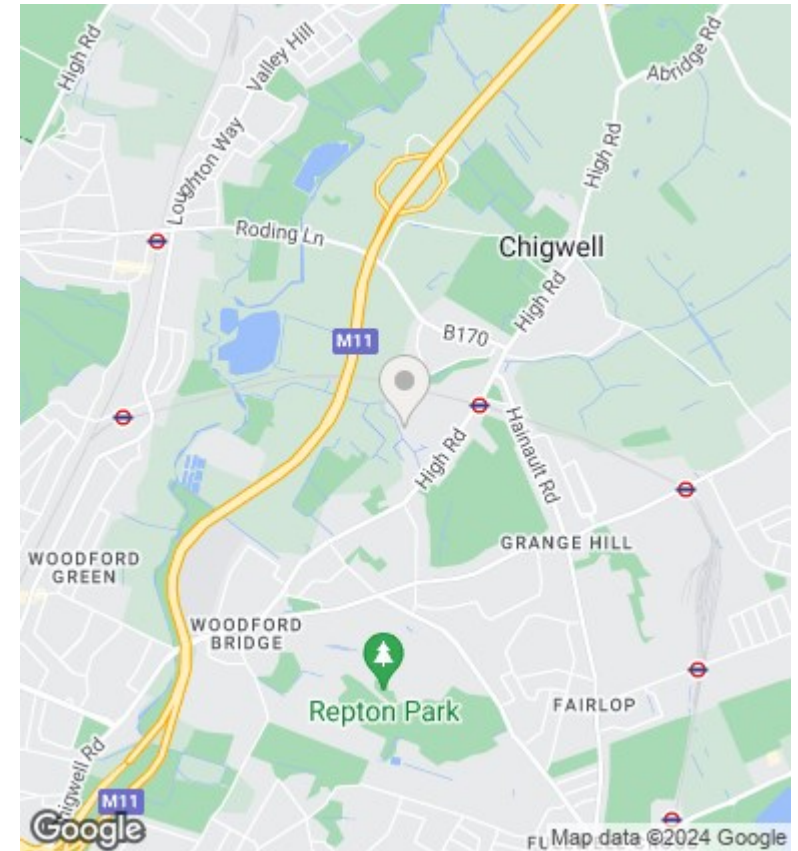 High Rd
Valley Hill
Loughton Way
Abridge Rd
High Rd
Roding Ln
Chigwell
High Rd
M11
B170
Hainault Rd
High Rd
GRANGE HILL
WOODFORD
GREEN
WOODFORD
BRIDGE
Repton Park
FAIRLOP
Chigwell Rd
M11
Google
Map data ©2024 Google